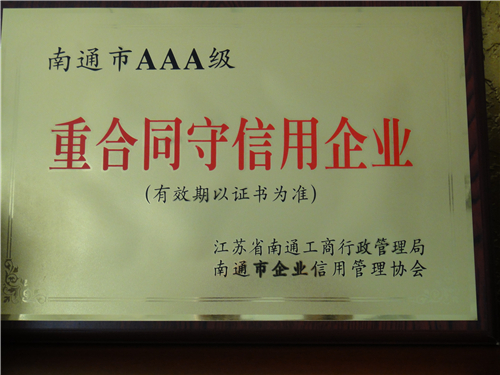 南通市AAA级
重合同守信用企业
(有效期以证书为准)
江苏省南通工商行政管理局
南通市企业信用管理协会